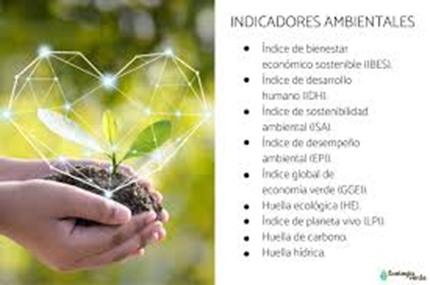 INDICADORES AMBIENTALES
● Índice de bienestar
económico sostenible (IBES).
● Índice de desarrollo
humano (IDH).
● Índice de sostenibilidad
ambiental (ISA).
● Índice de desempeño
ambiental (EPI).
● Índice global de
economía verde (GGEI).
● Huella ecológica (HE).
● Índice de planeta vivo (LPI).
● Huella de carbono.
● Huella hídrica.
Ecología
verde